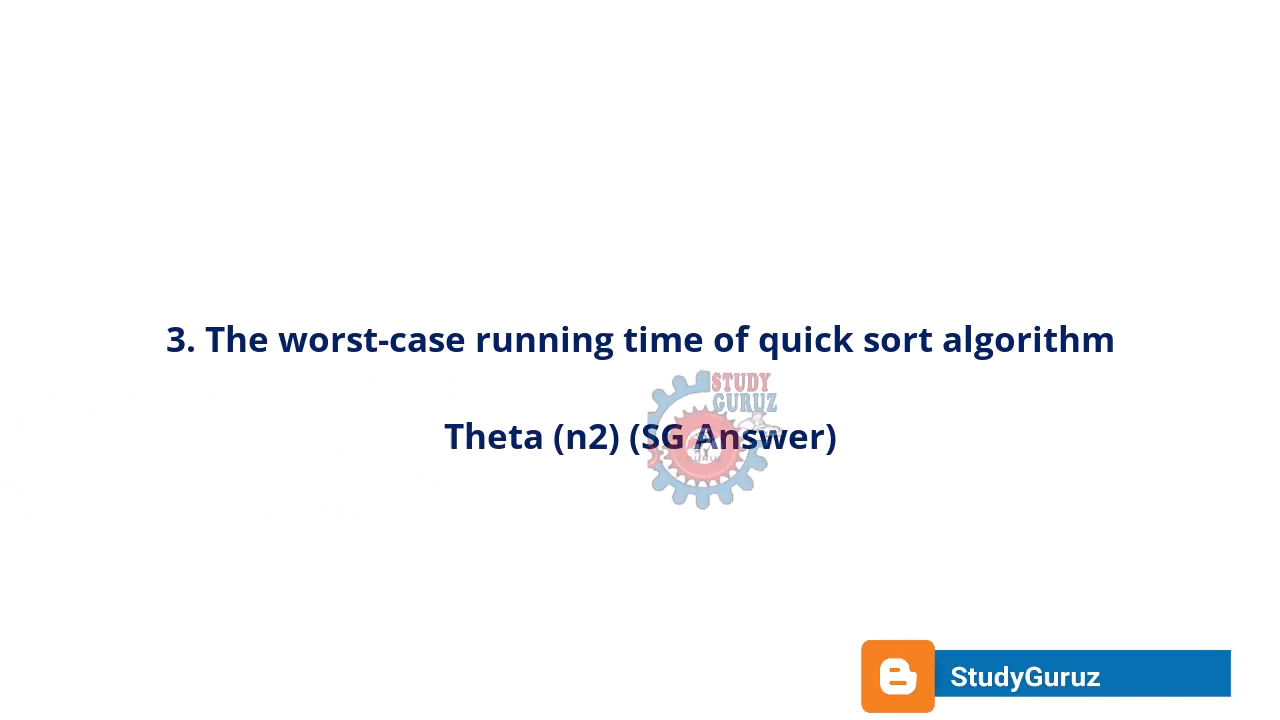 3. The worst-case running time of quick sort algorithm
STUDY
GURUZ
Theta (n2) (SG Answer)
StudyGuruz